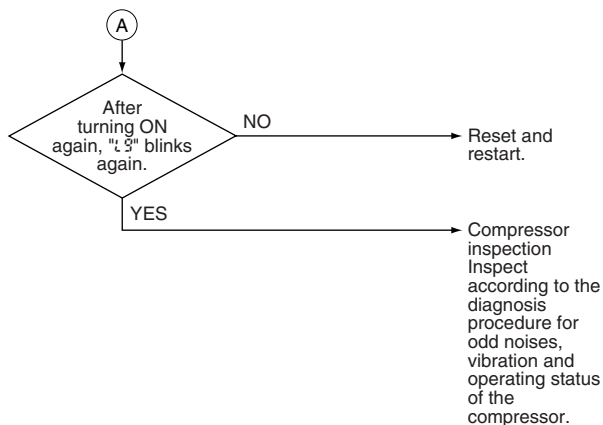 A
After
turning ON
again, "L9" blinks
again.
NO
Reset and
restart.
YES
Compressor
inspection
Inspect
according to the
diagnosis
procedure for
odd noises,
vibration and
operating status
of the
compressor.